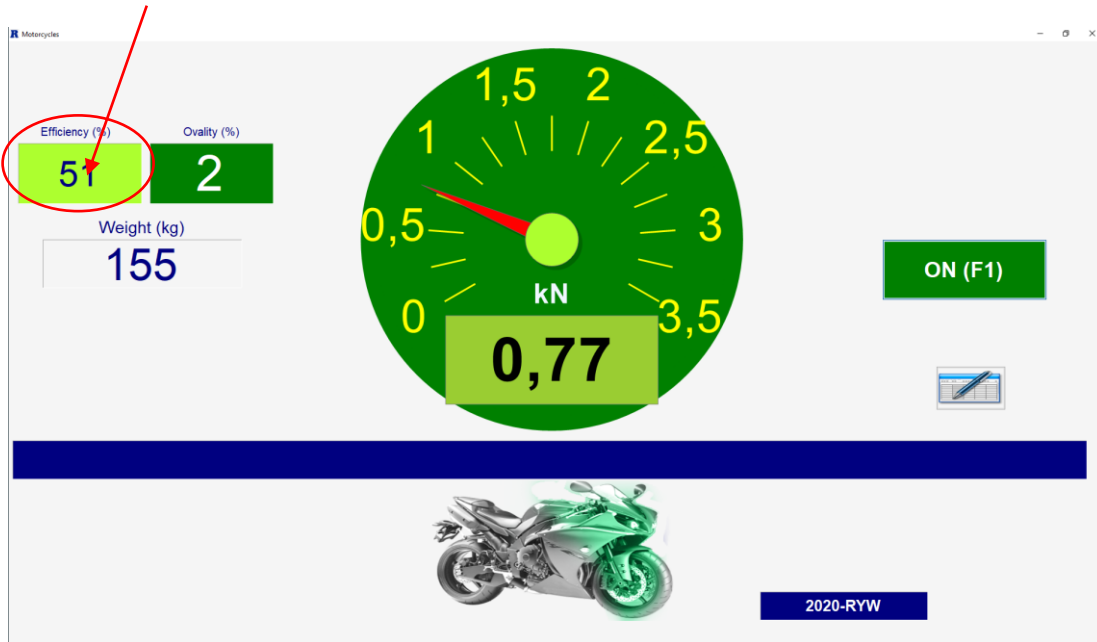 R Motorcycles
Efficiency (%)
Ovality (%)
51
2
Weight (kg)
155
0
0,5
1
1,5
2
2,5
3
3,5
kN
0,77
ON (F1)
2020-RYW